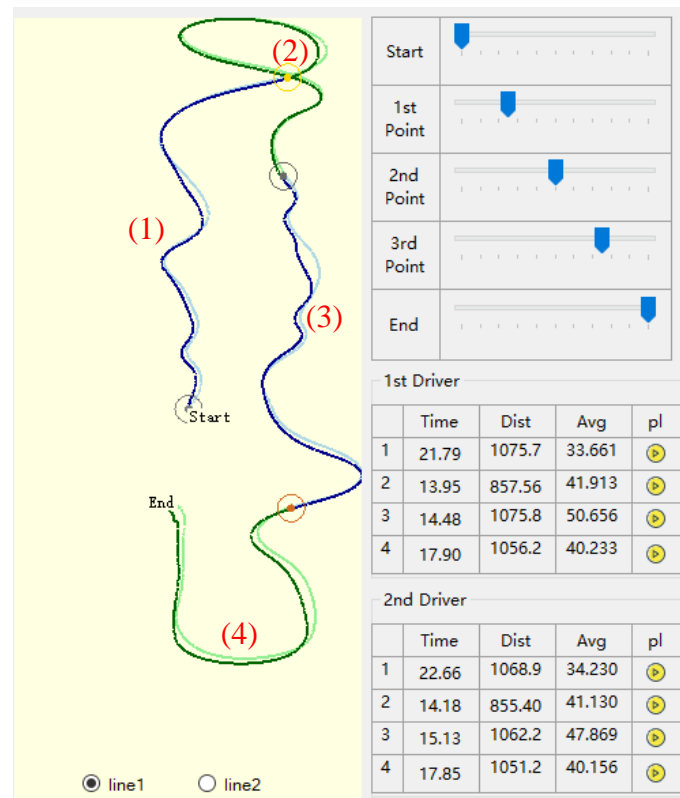 (2)
(1)
(3)
Start
End
(4)
line1 line2
Start
1st
Point
2nd
Point
3rd
Point
End
1st Driver
Time Dist Avg pl
1 21.79 1075.7 33.661
2 13.95 857.56 41.913
3 14.48 1075.8 50.656
4 17.90 1056.2 40.233
2nd Driver
Time Dist Avg pl
1 22.66 1068.9 34.230
2 14.18 855.40 41.130
3 15.13 1062.2 47.869
4 17.85 1051.2 40.156